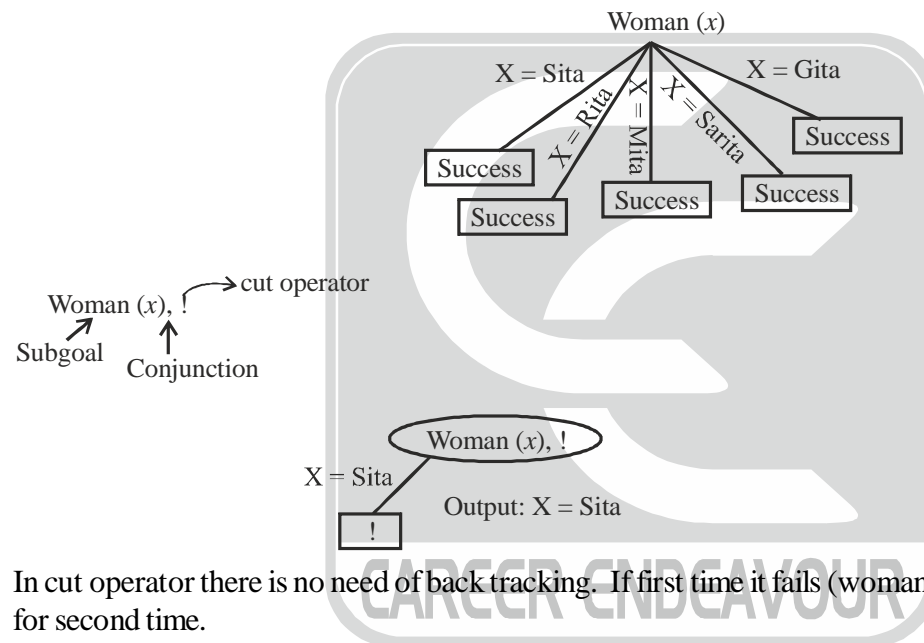 Woman (x)
X = Sita
X = Rita
X = Mita
X = Sarita
X = Gita
Success
Success
Success
Success
Success
cut operator
Woman (x), !
Subgoal
Conjunction
Woman (x), !
X = Sita
Output: X = Sita
!
In cut operator there is no need of back tracking. If first time it fails (woman
for second time.
CAREER ENDEAVOUR